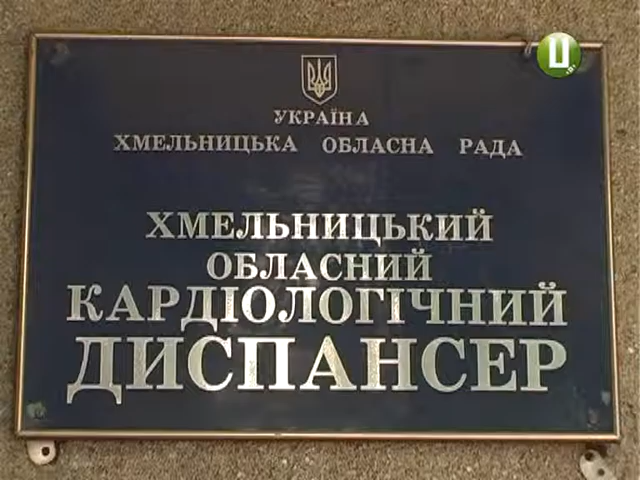 Ц
УКРАЇНА
ХМЕЛЬНИЦЬКА ОБЛАСНА РАДА
ХМЕЛЬНИЦЬКИЙ
ОБЛАСНИЙ
КАРДІОЛОГІЧНИЙ
ДИСПАНСЕР